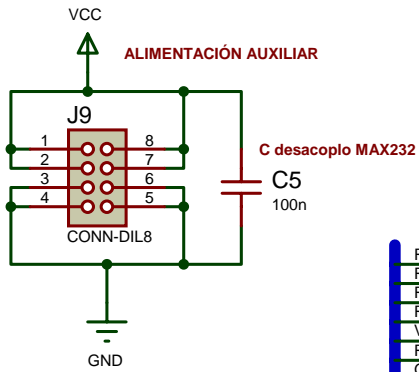 VCC
ALIMENTACIÓN AUXILIAR
J9
1
8
2
7
3
6
4
5
CONN-DIL8
C desacoplo MAX232
C5
100n
GND